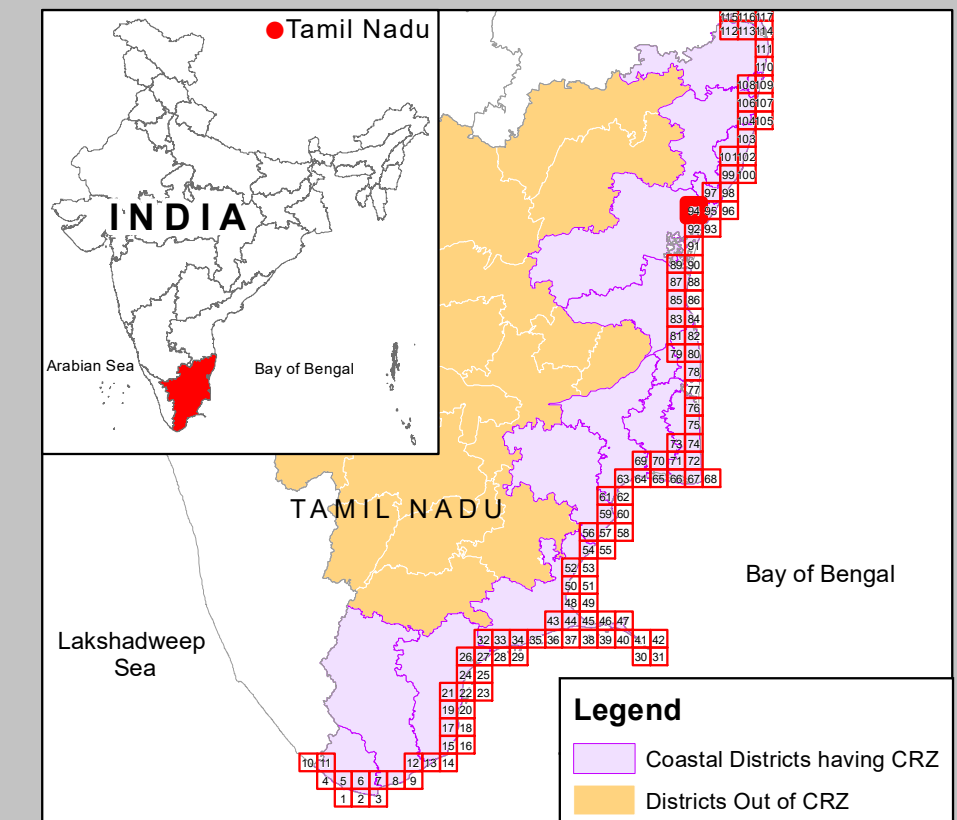 Tamil Nadu
INDIA
Arabian Sea
Bay of Bengal
115 116 117
112 113 114
111
110
108 109
106 107
104 105
103
101 102
99 100
97 98
94 95 96
92 93
91
89 90
87 88
85 86
83 84
81 82
79 80
78
77
76
75
73 74
69 70 71 72
63 64 65 66 67 68
61 62
59 60
56 57 58
54 55
52 53
50 51
48 49
43 44 45 46 47
32 33 34 35 36 37 38 39 40 41 42
26 27 28 29 30 31
24 25
21 22 23
19 20
17 18
15 16
10 11 12 13 14
4 5 6 7 8 9
1 2 3
TAMIL NADU
Bay of Bengal
Lakshadweep
Sea
Legend
Coastal Districts having CRZ
Districts Out of CRZ